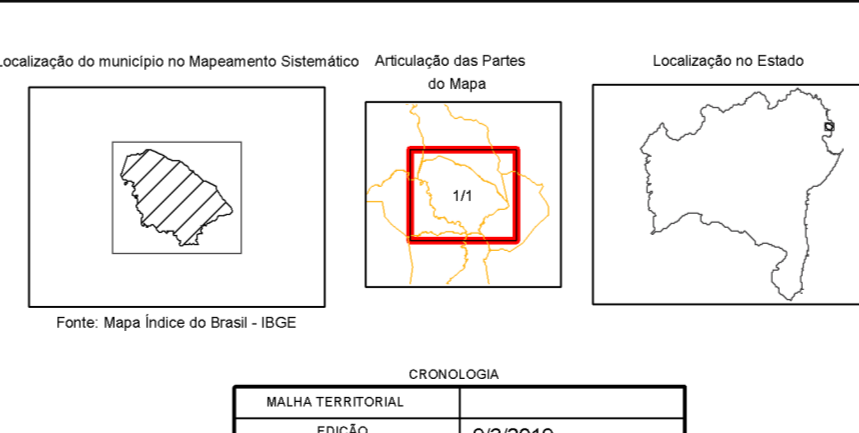 Localização do município no Mapeamento Sistemático
Articulação das Partes
do Mapa
Localização no Estado
1/1
Fonte: Mapa Índice do Brasil - IBGE
CRONOLOGIA
MALHA TERRITORIAL
EDIÇÃO